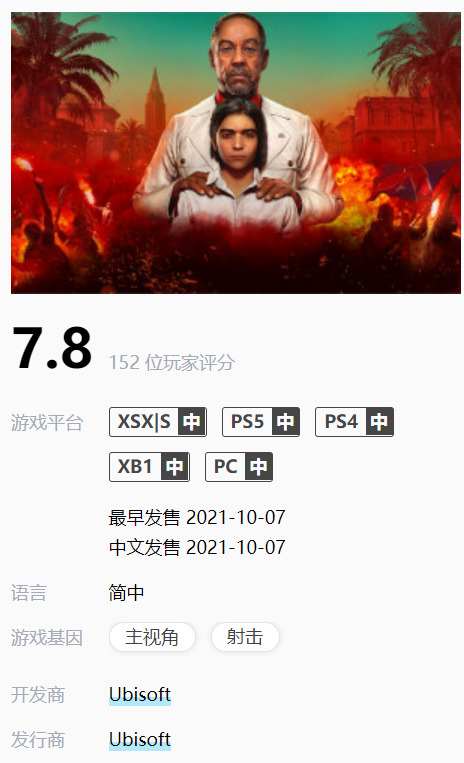 7.8 152 位玩家评分
游戏平台 XSX|S 中 PS5 中 PS4 中
XB1 中 PC 中
最早发售 2021-10-07
中文发售 2021-10-07
语言 简中
游戏基因 主视角 射击
开发商 Ubisoft
发行商 Ubisoft